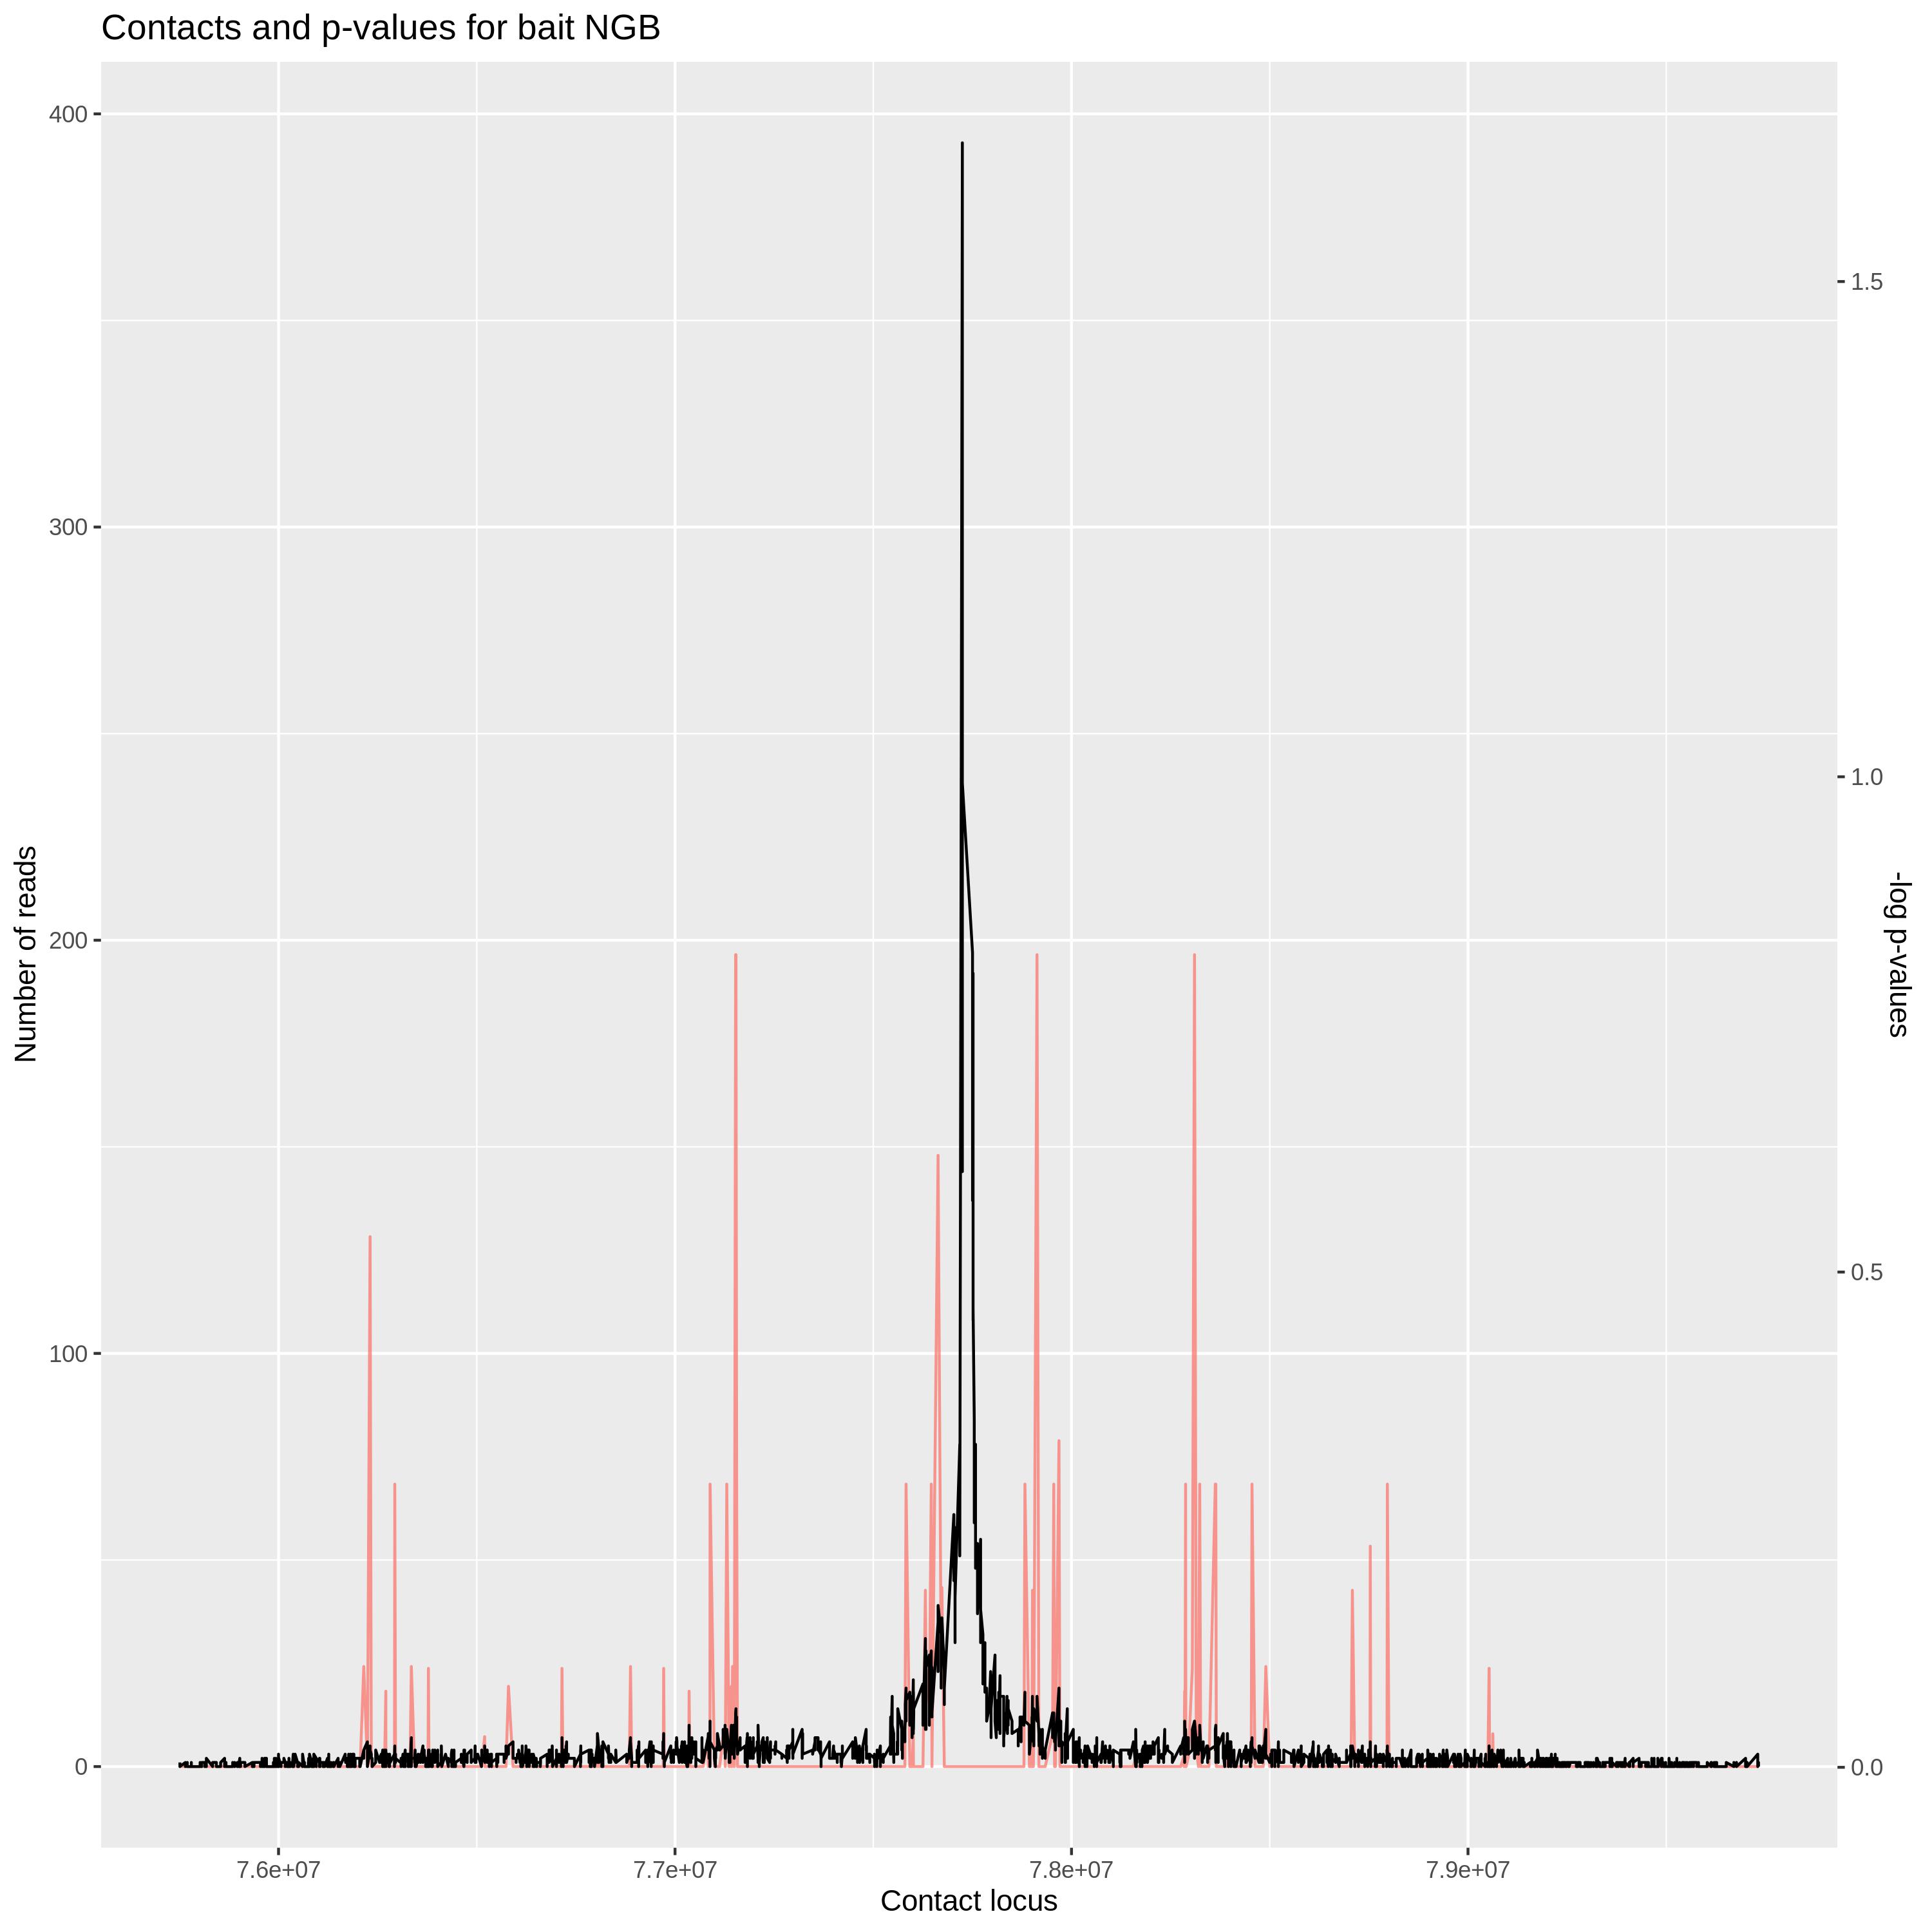 Contacts and p-values for bait NGB
400
300
200
100
0
Number of reads
1.5
1.0
0.5
0.0
-log p-values
7.6e+07
7.7e+07
7.8e+07
7.9e+07
Contact locus